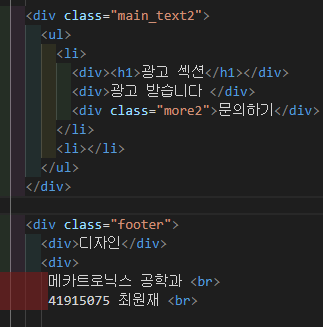 <div class="main_text2">
<ul>
<li>
<div><h1>광고 섹션</h1></div>
<div>광고 받습니다 </div>
<div class="more2">문의하기</div>
</li>
<li></li>
</ul>
</div>
<div class="footer">
<div>디자인</div>
<div>
메카트로닉스 공학과 <br>
41915075 최원재 <br>